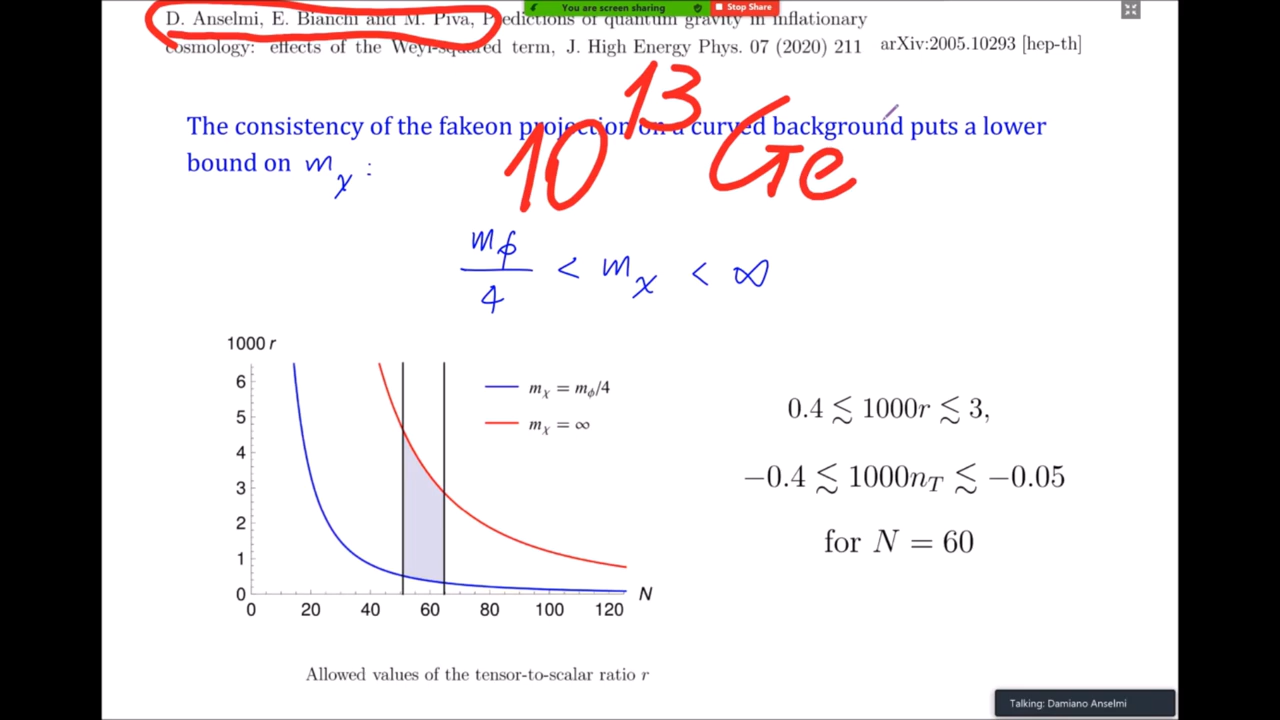 You are screen sharing Stop Share
D. Anselmi, E. Bianchi and M. Piva, Predictions of quantum gravity in inflationary
cosmology: effects of the Weyl-squared term, J. High Energy Phys. 07 (2020) 211 arXiv:2005.10293 [hep-th]
10^13 Ge
The consistency of the fakeon projection on a curved background puts a lower
bound on m_χ :
m_ϕ/4 < m_χ < ∞
1000 r
6
5
4
3
2
1
0
0 20 40 60 80 100 120
N
m_χ = m_ϕ/4
m_χ = ∞
0.4 ≲ 1000r ≲ 3,
−0.4 ≲ 1000n_T ≲ −0.05
for N = 60
Allowed values of the tensor-to-scalar ratio r
Talking: Damiano Anselmi